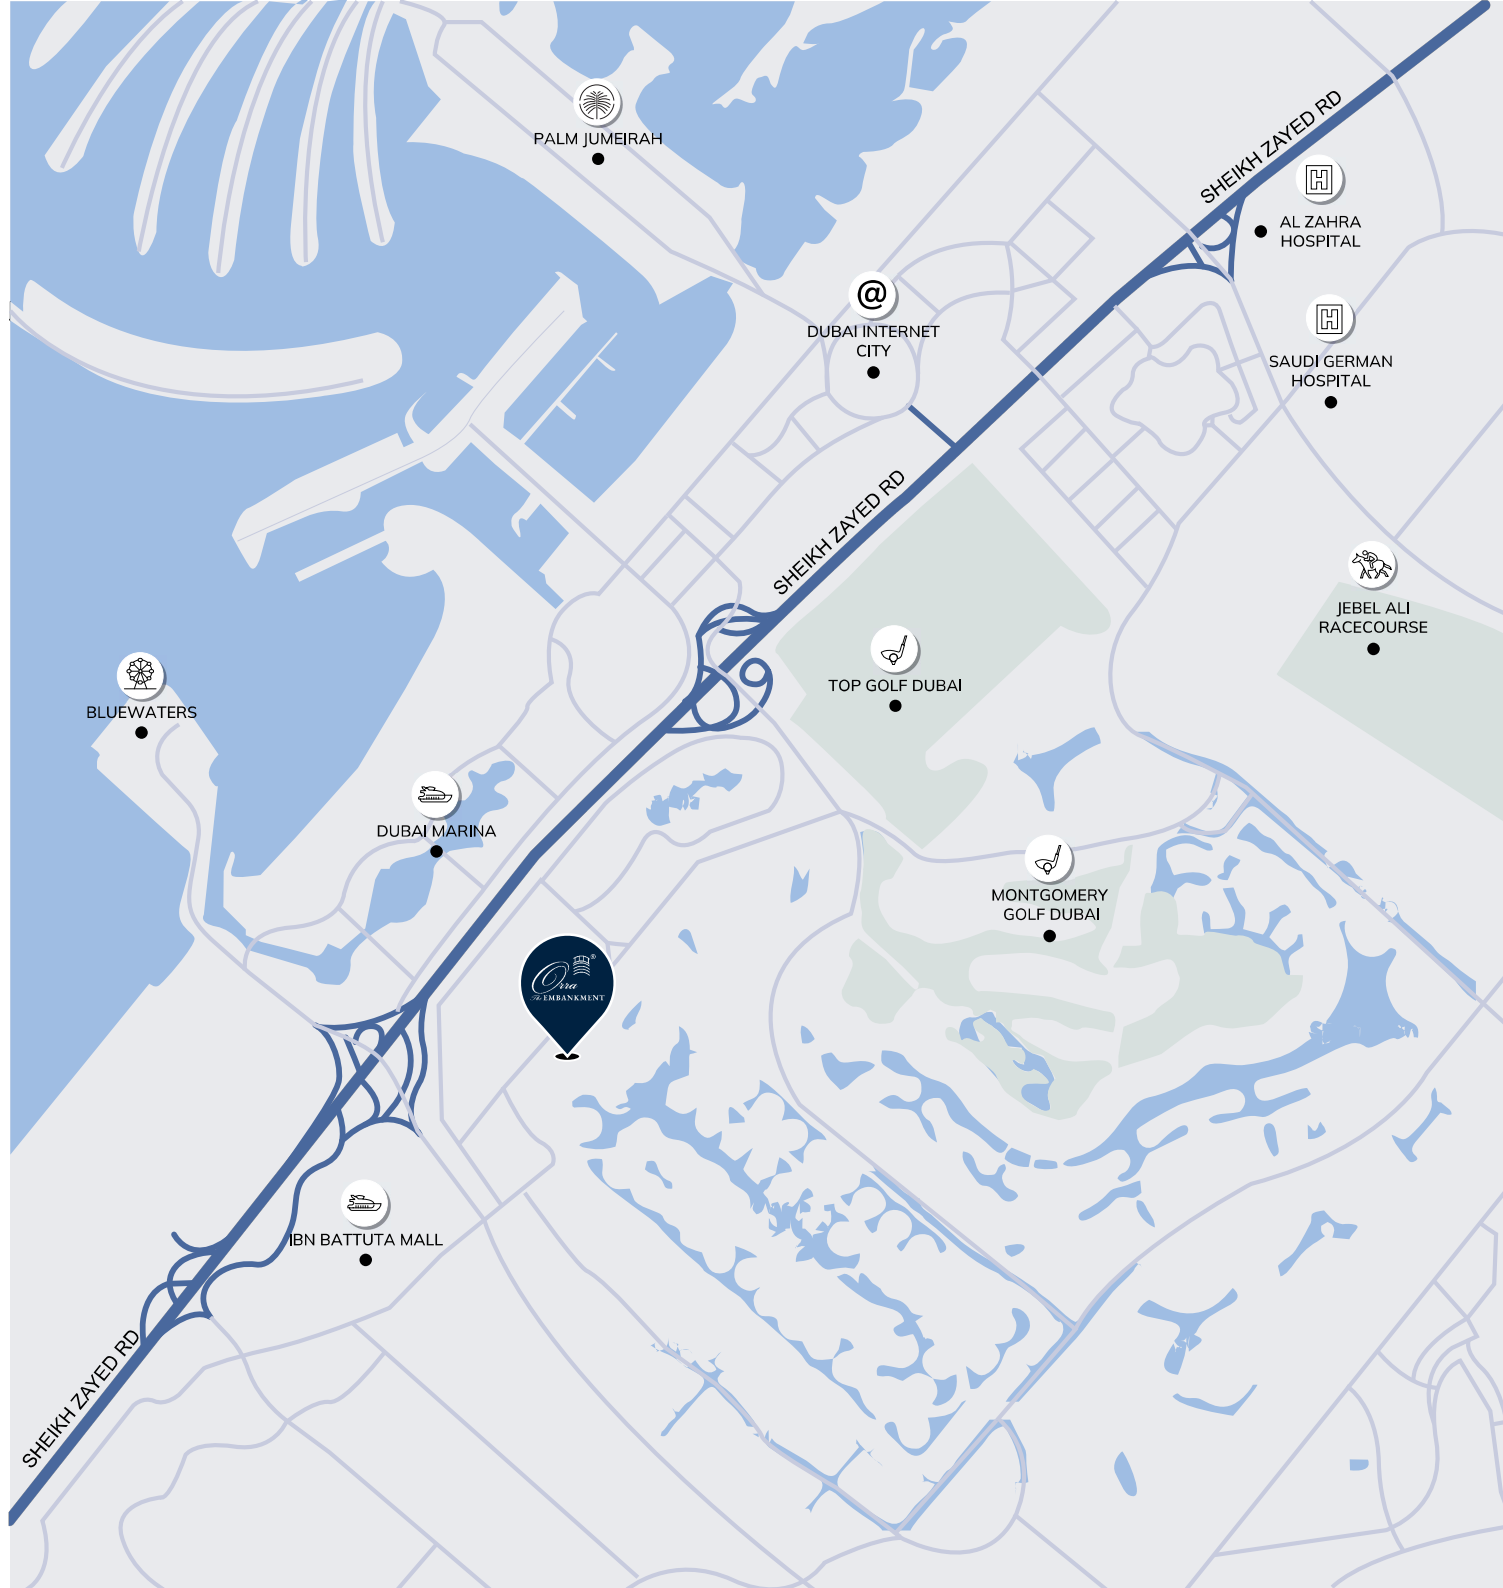 PALM JUMEIRAH
SHEIKH ZAYED RD
H
AL ZAHRA
HOSPITAL
@
DUBAI INTERNET
CITY
H
SAUDI GERMAN
HOSPITAL
SHEIKH ZAYED RD
JEBEL ALI
RACECOURSE
TOP GOLF DUBAI
BLUEWATERS
DUBAI MARINA
MONTGOMERY
GOLF DUBAI
Orra®
The EMBANKMENT
IBN BATTUTA MALL
SHEIKH ZAYED RD